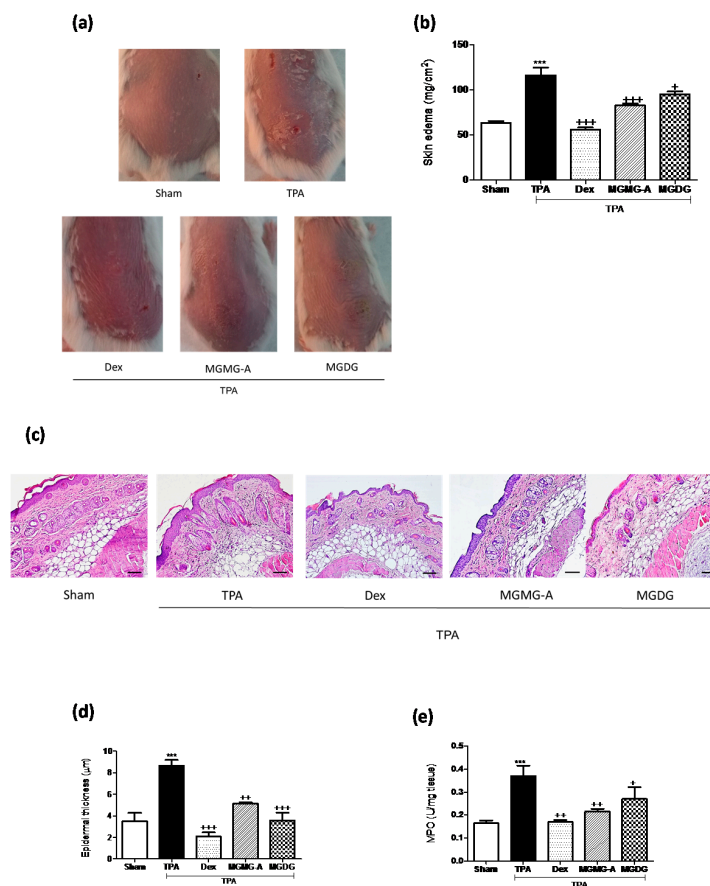 (a)
Sham
TPA
Dex
MGMG-A
MGDG
TPA
(b)
Skin edema (mg/cm²)
150
100
50
0
***
+++
+++
+
Sham
TPA
Dex
MGMG-A
MGDG
TPA
(c)
Sham
TPA
Dex
MGMG-A
MGDG
TPA
(d)
Epidermal thickness (µm)
10
8
6
4
2
0
***
+++
++
+++
Sham
TPA
Dex
MGMG-A
MGDG
TPA
(e)
MPO (U/mg tissue)
0.5
0.4
0.3
0.2
0.1
0.0
***
++
++
+
Sham
TPA
Dex
MGMG-A
MGDG
TPA